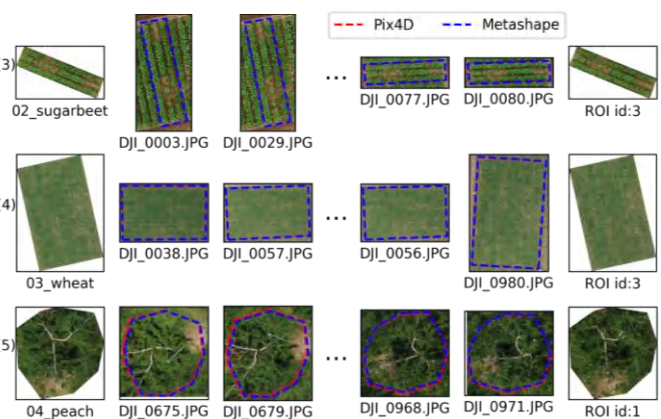 Pix4D Metashape
(3)
02_sugarbeet DJI_0003.JPG DJI_0029.JPG ... DJI_0077.JPG DJI_0080.JPG ROI id:3
(4)
03_wheat DJI_0038.JPG DJI_0057.JPG ... DJI_0056.JPG DJI_0980.JPG ROI id:3
(5)
04_peach DJI_0675.JPG DJI_0679.JPG ... DJI_0968.JPG DJI_0971.JPG ROI id:1